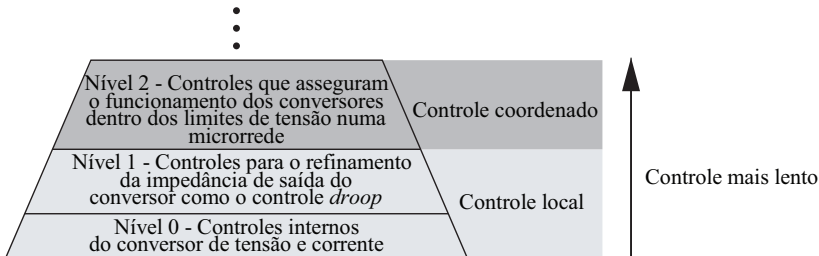 Nível 2 - Controles que asseguram
o funcionamento dos conversores
dentro dos limites de tensão numa
microrrede
Controle coordenado
Nível 1 - Controles para o refinamento
da impedância de saída do
conversor como o controle droop
Controle local
Nível 0 - Controles internos
do conversor de tensão e corrente
Controle mais lento